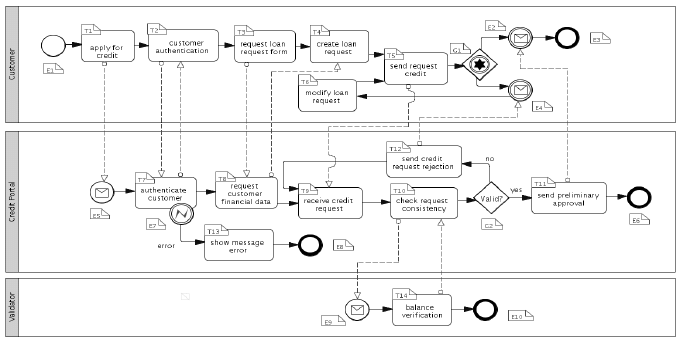 Customer
T1
apply for
credit
T2
customer
authentication
T3
request loan
request form
T4
create loan
request
T5
send request
credit
T6
modify loan
request
G1
E1
E2
E3
E4
Credit Portal
E5
T7
authenticate
customer
E7
error
T8
request
customer
financial data
T9
receive credit
request
T10
check request
consistency
T12
send credit
request rejection
no
Valid?
yes
G2
T11
send preliminary
approval
E6
T13
show message
error
E8
Validator
E9
T14
balance
verification
E10